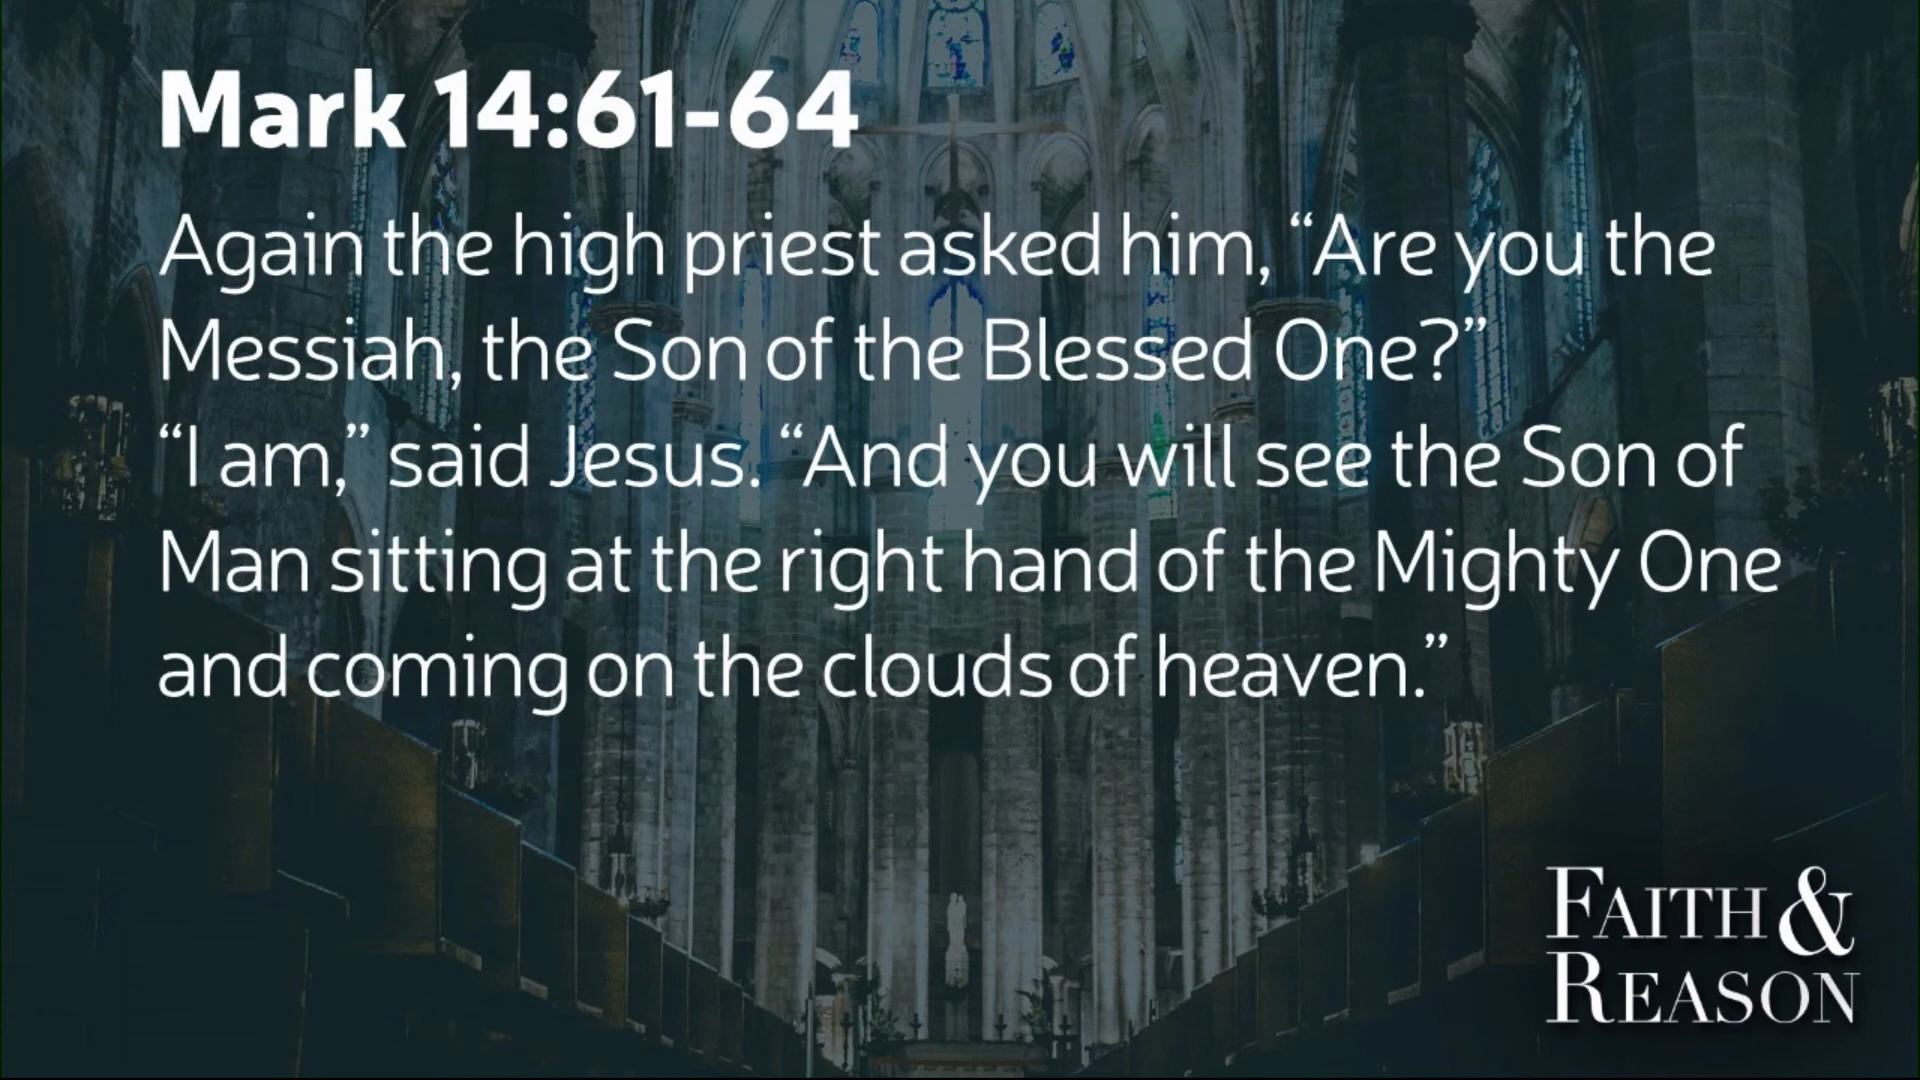 Mark 14:61-64
Again the high priest asked him, “Are you the
Messiah, the Son of the Blessed One?”
“I am,” said Jesus. “And you will see the Son of
Man sitting at the right hand of the Mighty One
and coming on the clouds of heaven.”
FAITH &
REASON